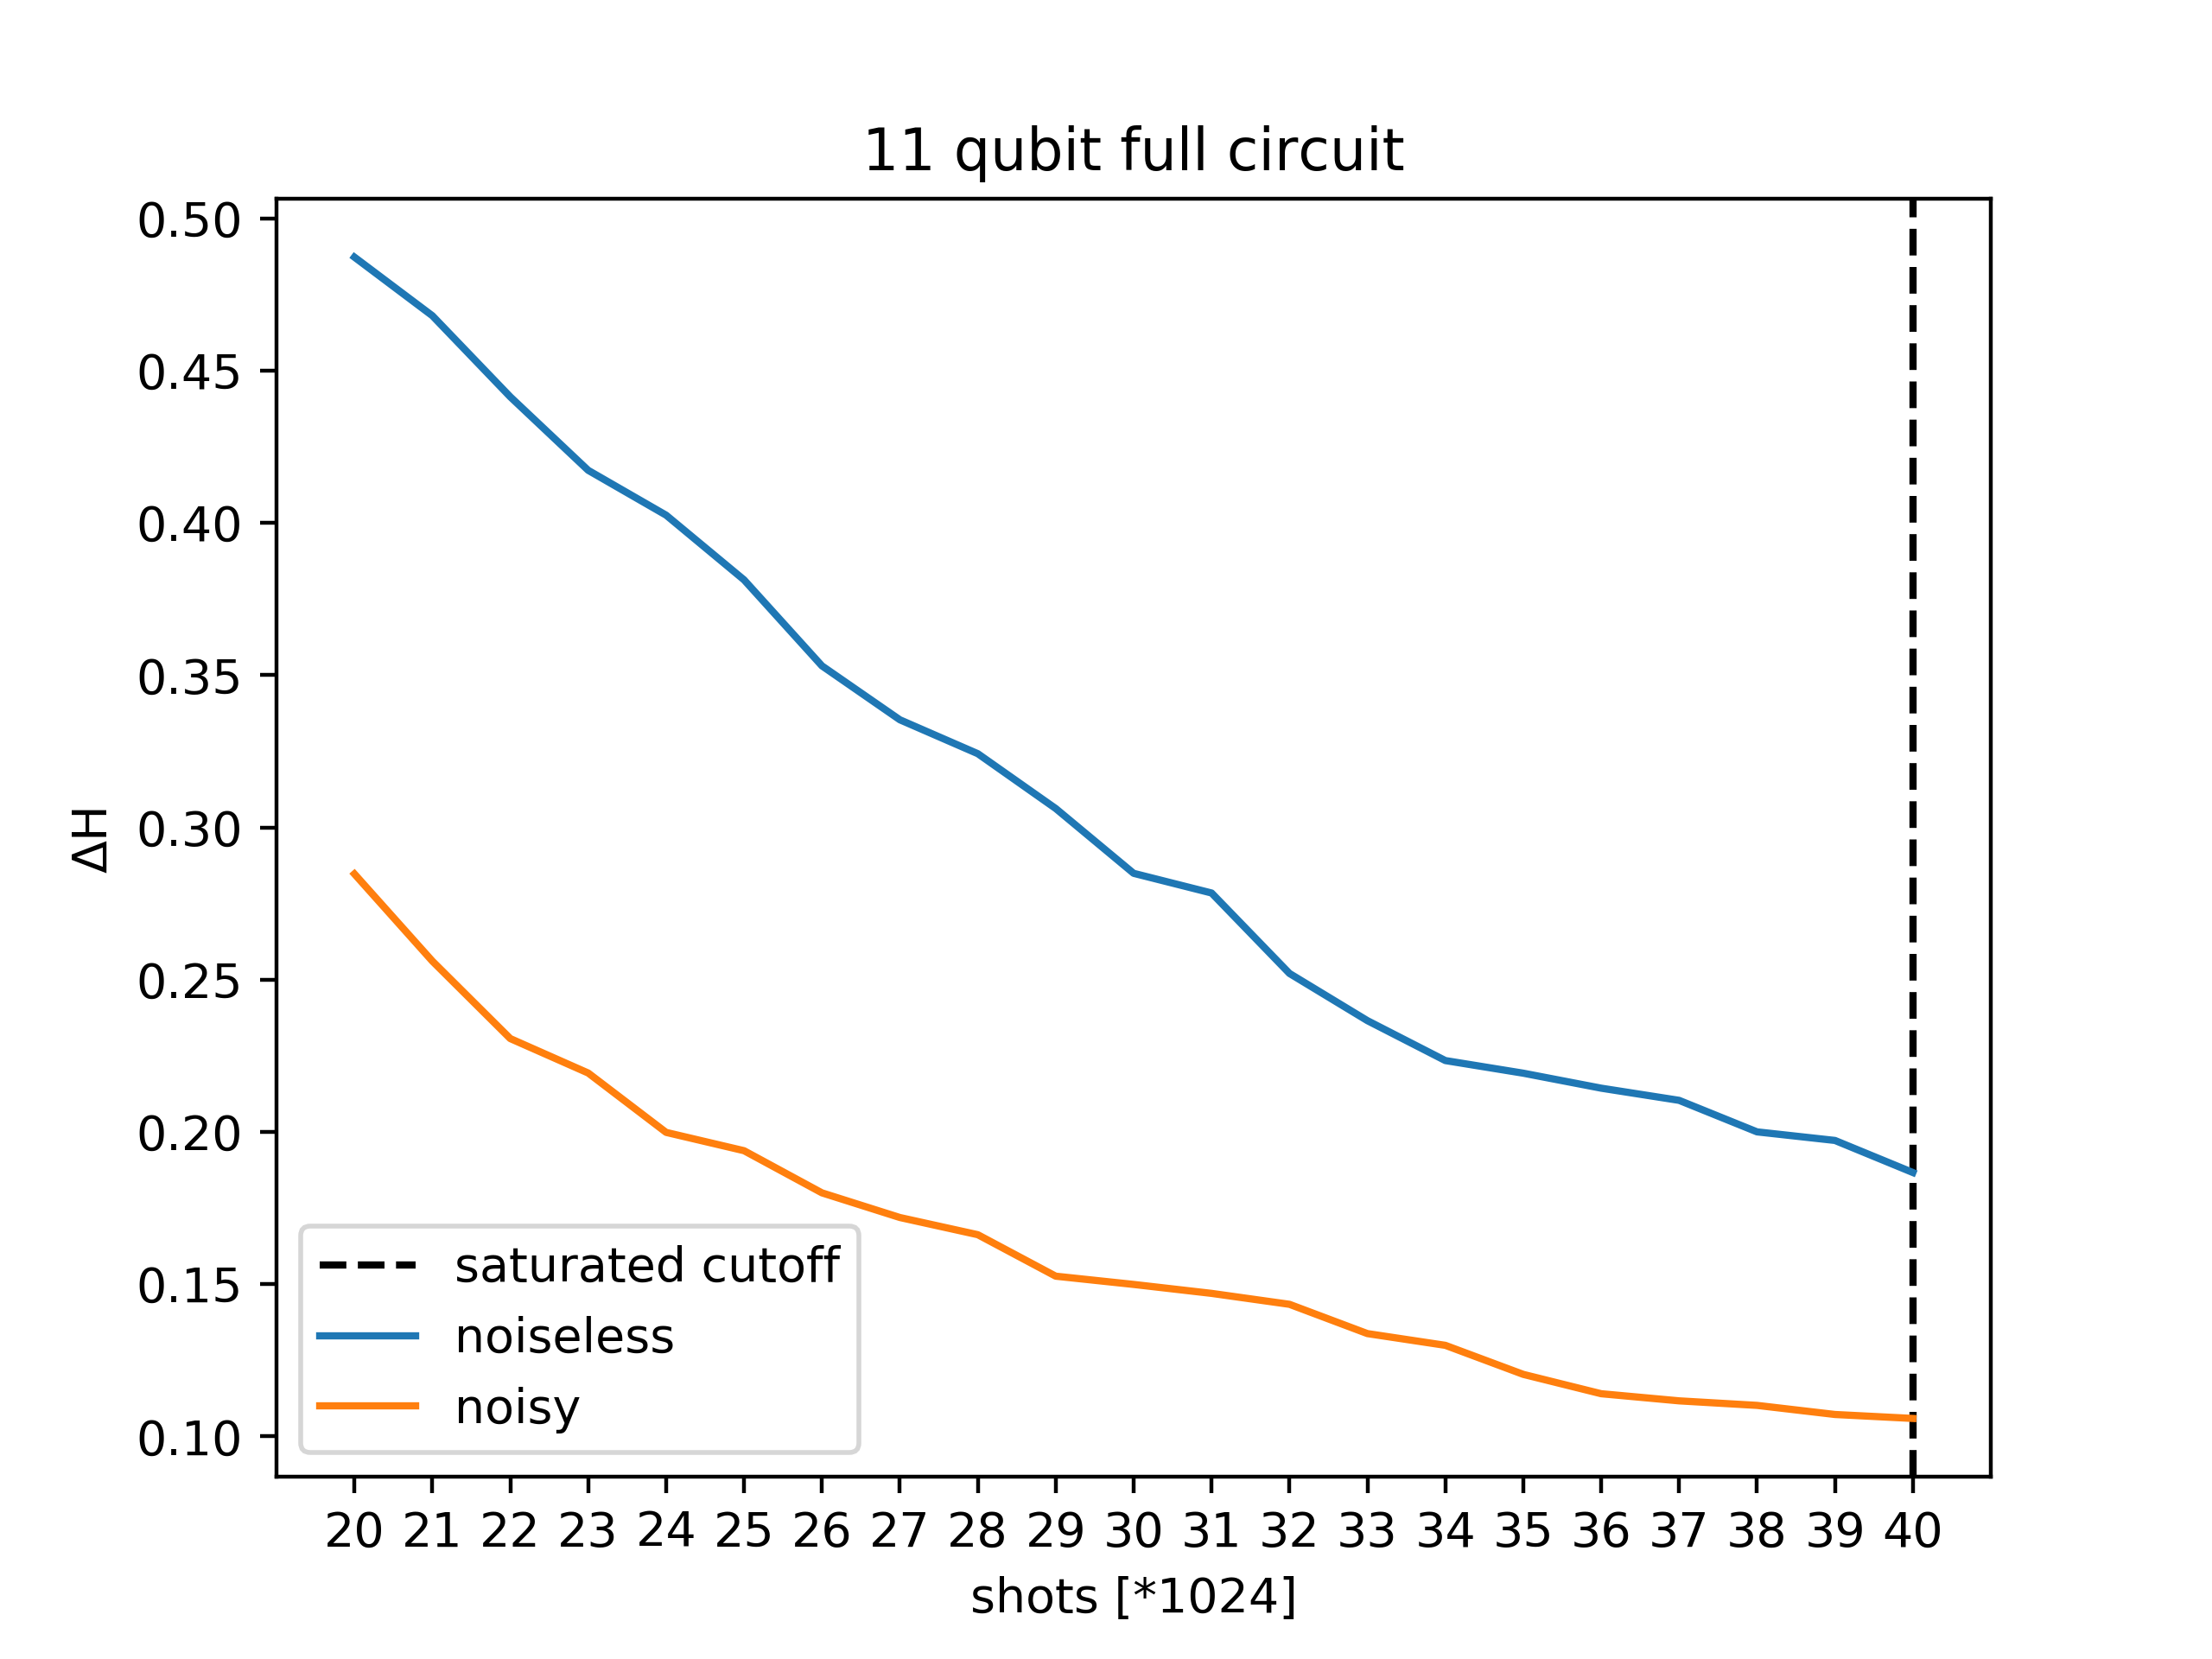 11 qubit full circuit
0.50
0.45
0.40
0.35
0.30
0.25
0.20
0.15
0.10
ΔH
saturated cutoff
noiseless
noisy
20 21 22 23 24 25 26 27 28 29 30 31 32 33 34 35 36 37 38 39 40
shots [*1024]